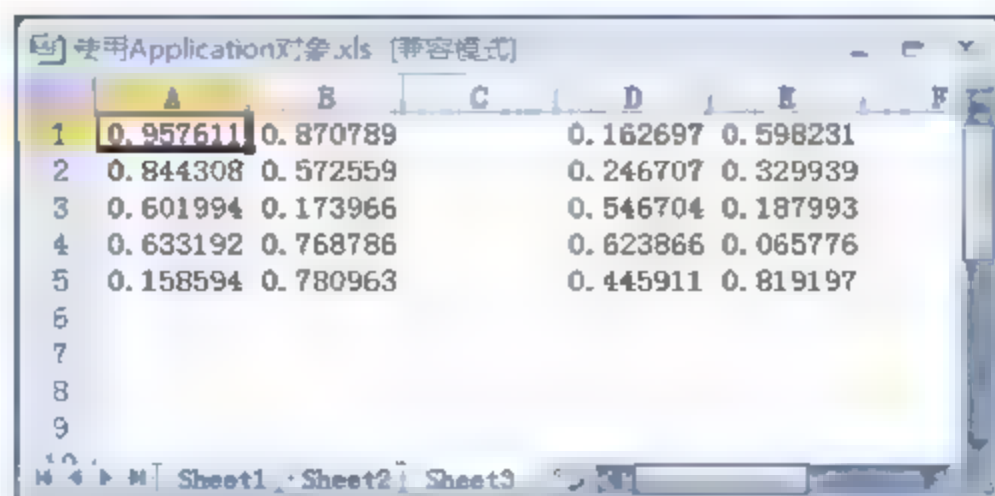 使用Application对象.xls [兼容模式]
A B C D E F
1 0.957611 0.870789 0.162697 0.598231
2 0.844308 0.572559 0.246707 0.329939
3 0.601994 0.173966 0.546704 0.187993
4 0.633192 0.768786 0.623866 0.065776
5 0.158594 0.780963 0.445911 0.819197
6
7
8
9
10
Sheet1 Sheet2 Sheet3